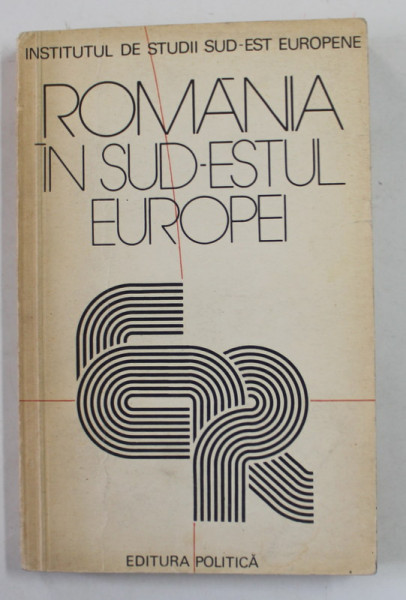 INSTITUTUL DE STUDII SUD-EST EUROPENE
ROMÂNIA
ÎN SUD-ESTUL
EUROPEI
EDITURA POLITICĂ